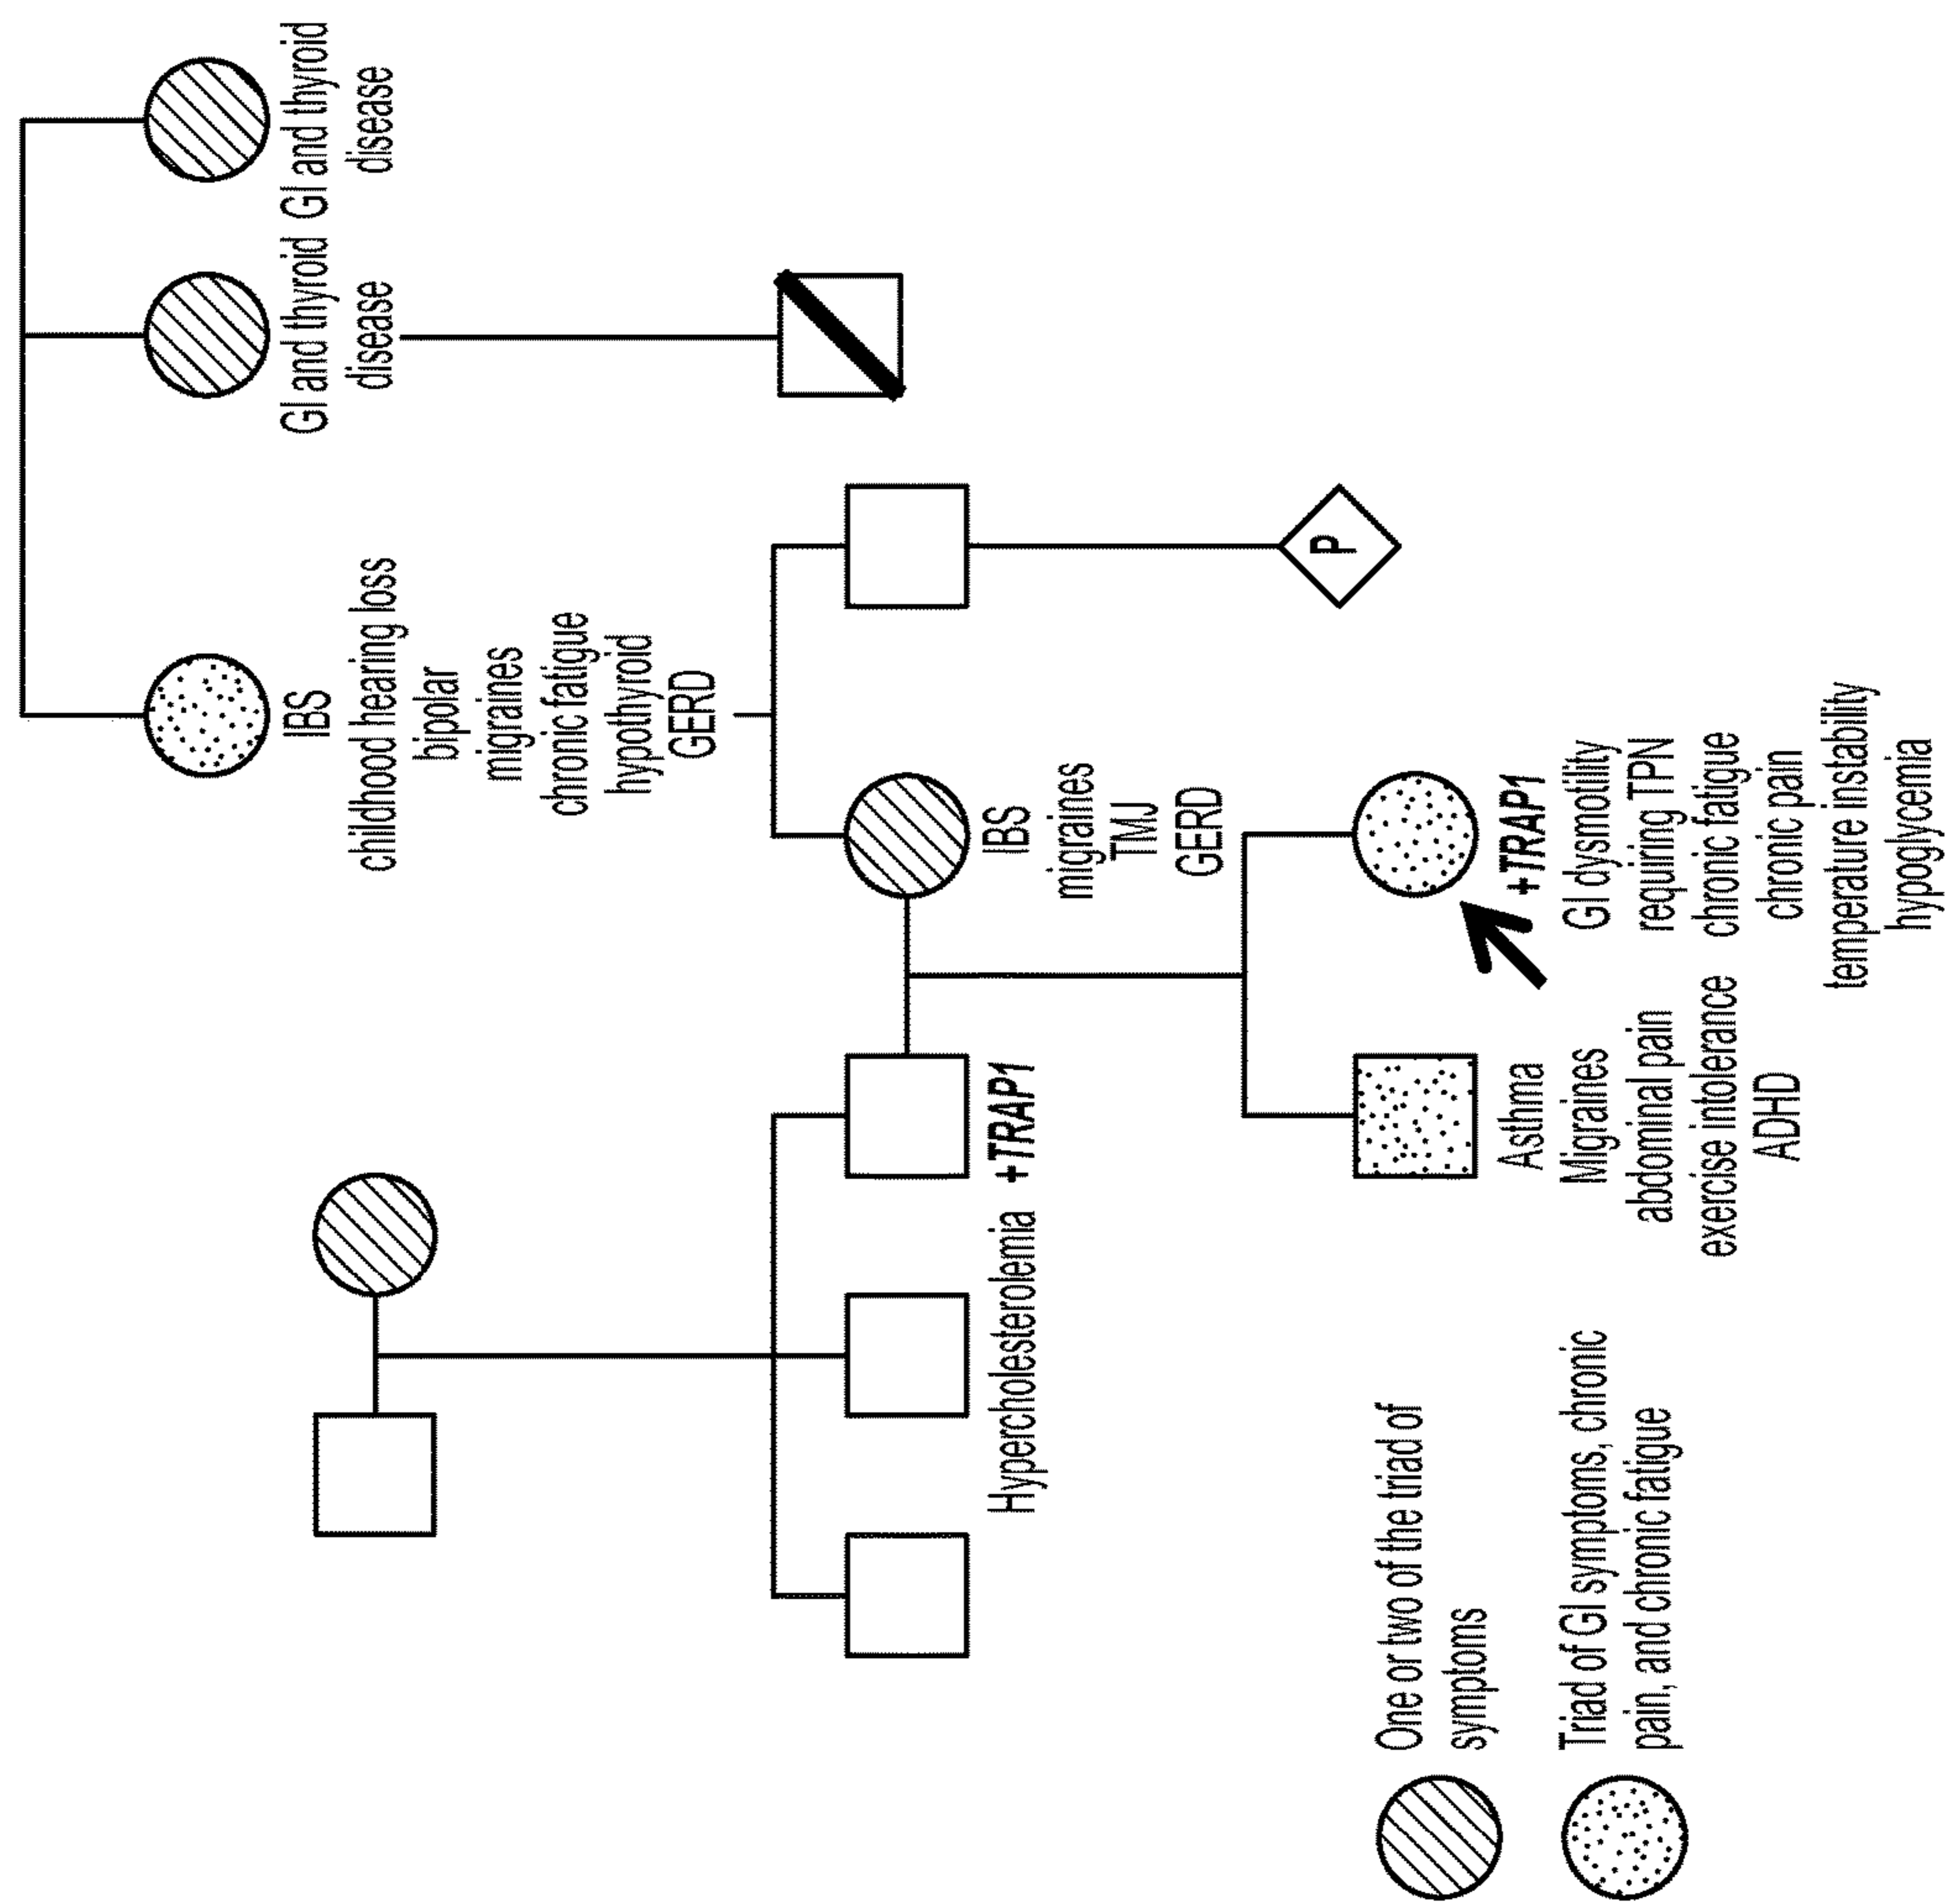 GI and thyroid
disease
GI and thyroid
disease
IBS
childhood hearing loss
bipolar
migraines
chronic fatigue
hypothyroid
GERD
P
IBS
migraines
TMJ
GERD
Hypercholesterolemia
+TRAP1
Asthma
Migraines
abdominal pain
exercise intolerance
ADHD
+TRAP1
GI dysmotility
requiring TPN
chronic fatigue
chronic pain
temperature instability
hypoglycemia
One or two of the triad of
symptoms
Triad of GI symptoms, chronic
pain, and chronic fatigue